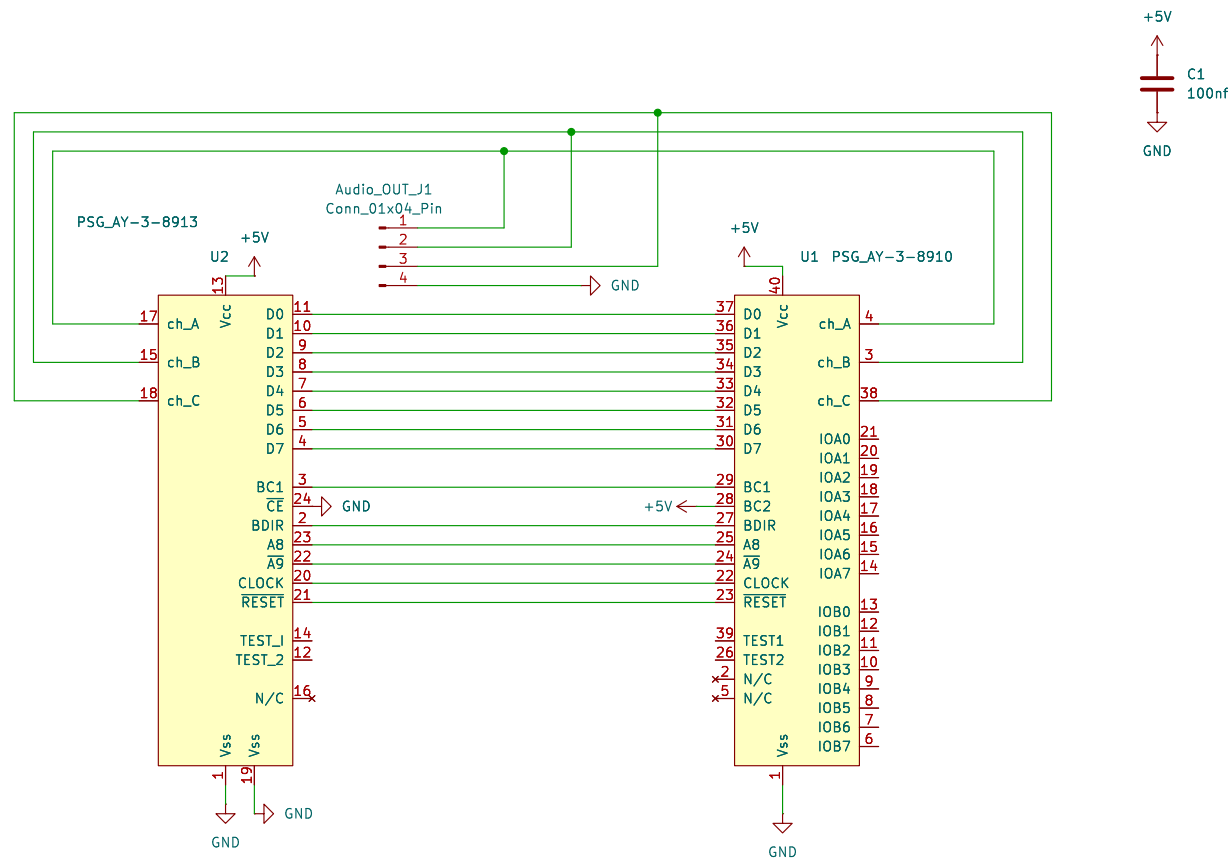 +5V
C1
100nf
GND
Audio_OUT_J1
Conn_01x04_Pin
1
2
3
4
GND
PSG_AY-3-8913
U2
+5V
13
Vcc
17 ch_A
15 ch_B
18 ch_C
D0 11
D1 10
D2 9
D3 8
D4 7
D5 6
D6 5
D7 4
BC1 3
CE 24 GND
BDIR 2
A8 23
A9 22
CLOCK 20
RESET 21
TEST_1 14
TEST_2 12
N/C 16
Vss Vss
1 19
GND
GND
+5V
U1 PSG_AY-3-8910
40
Vcc
37 D0
36 D1
35 D2
34 D3
33 D4
32 D5
31 D6
30 D7
29 BC1
+5V 28 BC2
27 BDIR
25 A8
24 A9
22 CLOCK
23 RESET
39 TEST1
26 TEST2
2 N/C
5 N/C
ch_A 4
ch_B 3
ch_C 38
IOA0 21
IOA1 20
IOA2 19
IOA3 18
IOA4 17
IOA5 16
IOA6 15
IOA7 14
IOB0 13
IOB1 12
IOB2 11
IOB3 10
IOB4 9
IOB5 8
IOB6 7
IOB7 6
Vss
1
GND